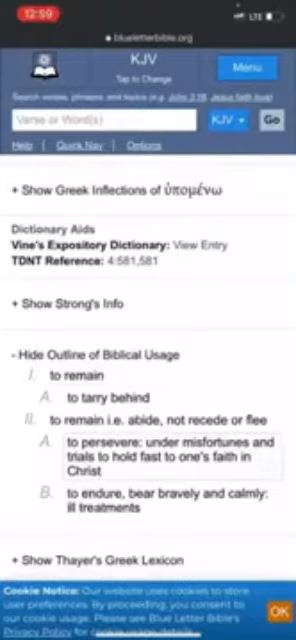 12:59
LTE
blueletterbible.org
KJV
Tap to Change
Menu
Search verses, phrases, and topics (e.g. John 3:16, Jesus faith love)
Verse or Word(s)
KJV
Go
Help | Quick Nav | Options
+ Show Greek Inflections of ὑπομένω
Dictionary Aids
Vine's Expository Dictionary: View Entry
TDNT Reference: 4:581,581
+ Show Strong's Info
- Hide Outline of Biblical Usage
I. to remain
A. to tarry behind
II. to remain i.e. abide, not recede or flee
A. to persevere: under misfortunes and
trials to hold fast to one's faith in
Christ
B. to endure, bear bravely and calmly:
ill treatments
+ Show Thayer's Greek Lexicon
Cookie Notice: Our website uses cookies to store
user preferences. By proceeding, you consent to
our cookie usage. Please see Blue Letter Bible's
Privacy Policy for cookie usage details.
OK